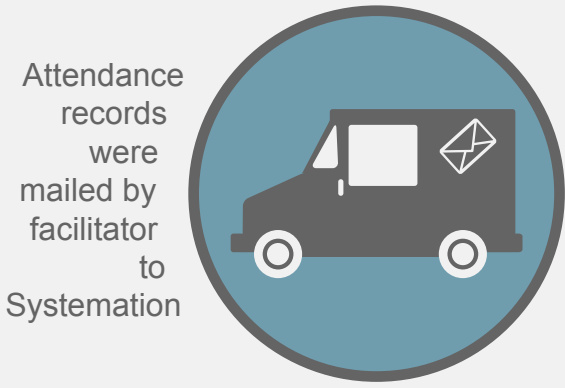 Attendance
records
were
mailed by
facilitator
to
Systemation